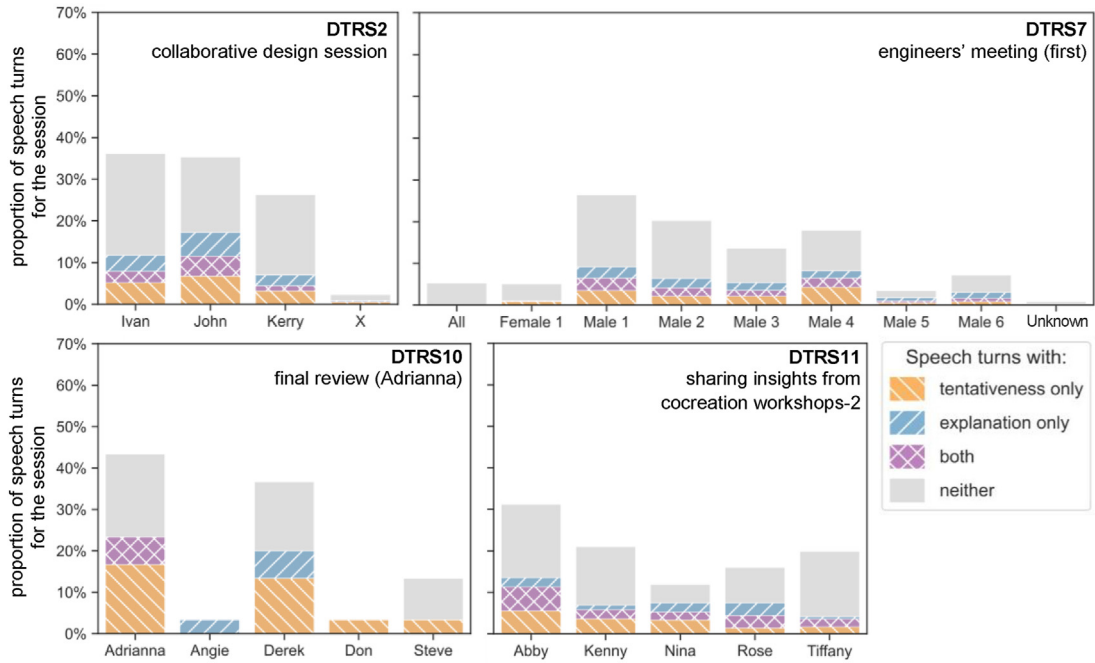 proportion of speech turns
for the session
70%
60%
50%
40%
30%
20%
10%
0%
DTRS2
collaborative design session
Ivan
John
Kerry
X
DTRS7
engineers' meeting (first)
All
Female 1
Male 1
Male 2
Male 3
Male 4
Male 5
Male 6
Unknown
proportion of speech turns
for the session
70%
60%
50%
40%
30%
20%
10%
0%
DTRS10
final review (Adrianna)
Adrianna
Angie
Derek
Don
Steve
DTRS11
sharing insights from
cocreation workshops-2
Abby
Kenny
Nina
Rose
Tiffany
Speech turns with:
tentativeness only
explanation only
both
neither